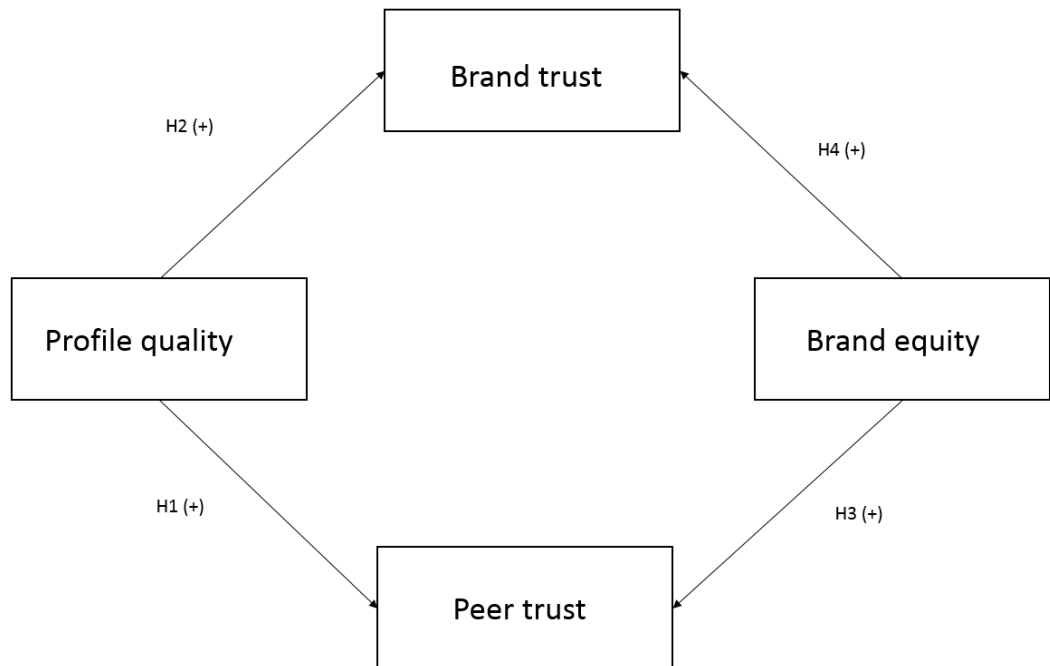 Brand trust
H2 (+)
H4 (+)
Profile quality
Brand equity
H1 (+)
H3 (+)
Peer trust